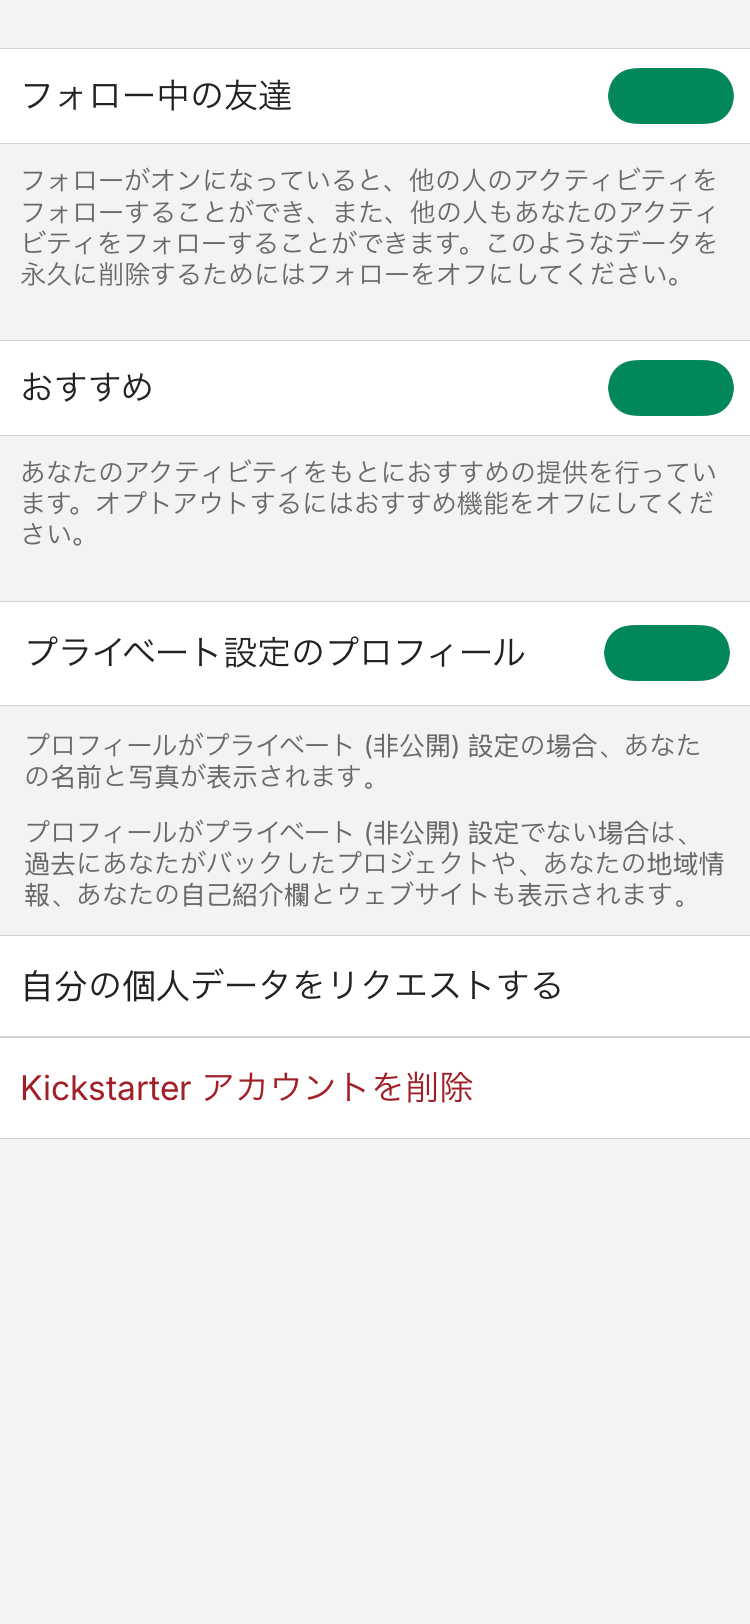 フォロー中の友達
フォローがオンになっていると、他の人のアクティビティを
フォローすることができ、また、他の人もあなたのアクティ
ビティをフォローすることができます。このようなデータを
永久に削除するためにはフォローをオフにしてください。
おすすめ
あなたのアクティビティをもとにおすすめの提供を行ってい
ます。オプトアウトするにはおすすめ機能をオフにしてくだ
さい。
プライベート設定のプロフィール
プロフィールがプライベート (非公開) 設定の場合、あなた
の名前と写真が表示されます。
プロフィールがプライベート (非公開) 設定でない場合は、
過去にあなたがバックしたプロジェクトや、あなたの地域情
報、あなたの自己紹介欄とウェブサイトも表示されます。
自分の個人データをリクエストする
Kickstarter アカウントを削除